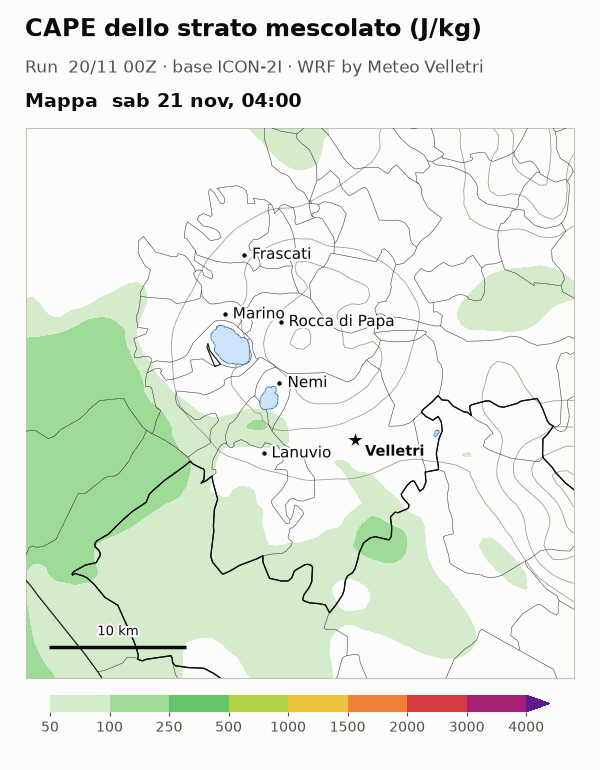 CAPE dello strato mescolato (J/kg)
Run  20/11 00Z · base ICON-2I · WRF by Meteo Velletri
Mappa  sab 21 nov, 04:00
Frascati
Marino
Rocca di Papa
Nemi
Velletri
Lanuvio
10 km
50 100 250 500 1000 1500 2000 3000 4000